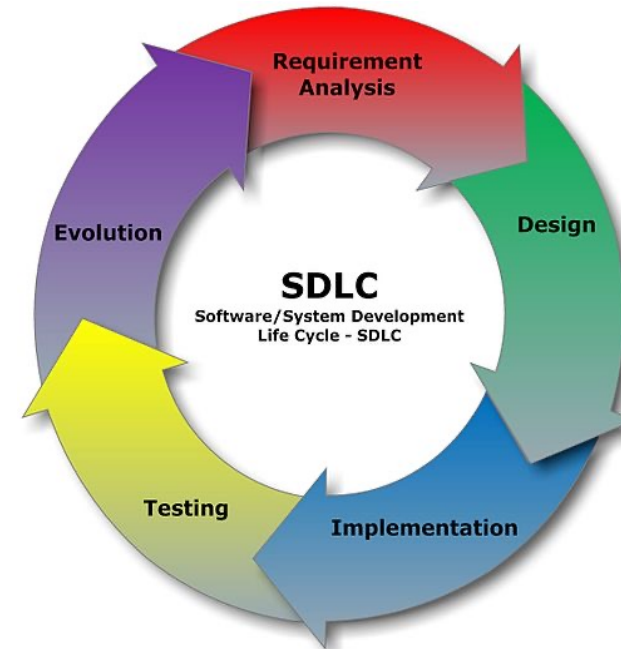 Requirement
Analysis
Design
Evolution
SDLC
Software/System Development
Life Cycle - SDLC
Testing
Implementation